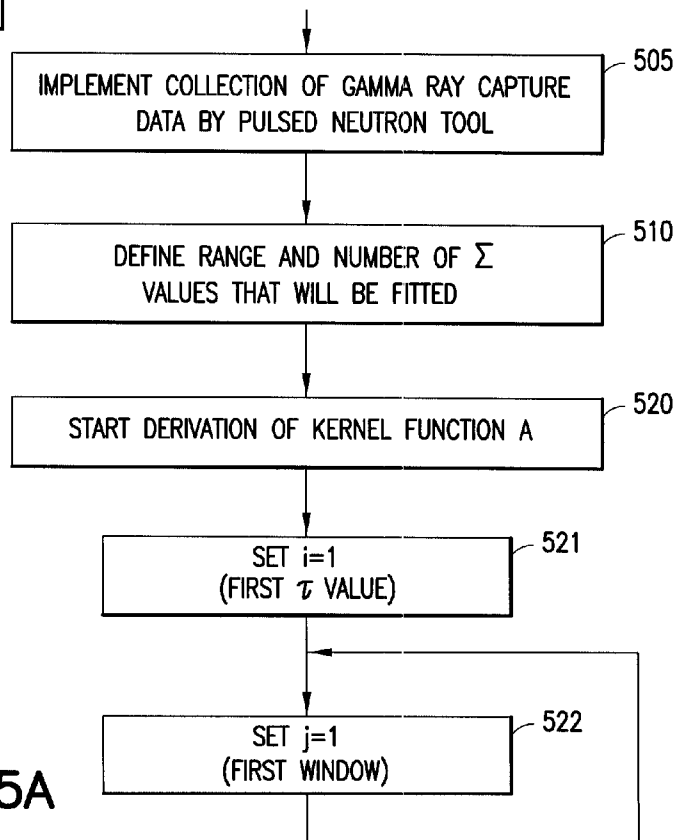 505
IMPLEMENT COLLECTION OF GAMMA RAY CAPTURE
DATA BY PULSED NEUTRON TOOL
510
DEFINE RANGE AND NUMBER OF Σ
VALUES THAT WILL BE FITTED
520
START DERIVATION OF KERNEL FUNCTION A
521
SET i=1
(FIRST τ VALUE)
522
SET j=1
(FIRST WINDOW)
5A